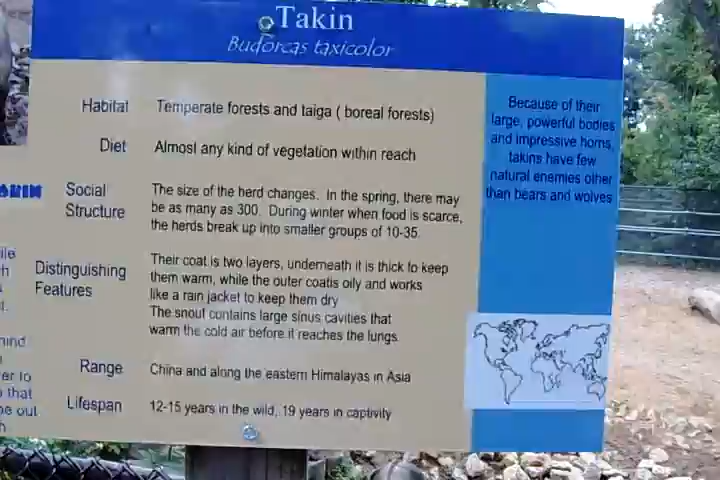 Takin
Budorcas taxicolor
Habitat Temperate forests and taiga ( boreal forests)
Diet Almost any kind of vegetation within reach
Social Structure The size of the herd changes. In the spring, there may
be as many as 300. During winter when food is scarce,
the herds break up into smaller groups of 10-35.
Distinguishing Features Their coat is two layers, underneath it is thick to keep
them warm, while the outer coatis oily and works
like a rain jacket to keep them dry
The snout contains large sinus cavities that
warm the cold air before it reaches the lungs
Range China and along the eastern Himalayas in Asia
Lifespan 12-15 years in the wild, 19 years in captivity
Because of their
large, powerful bodies
and impressive horns,
takins have few
natural enemies other
than bears and wolves